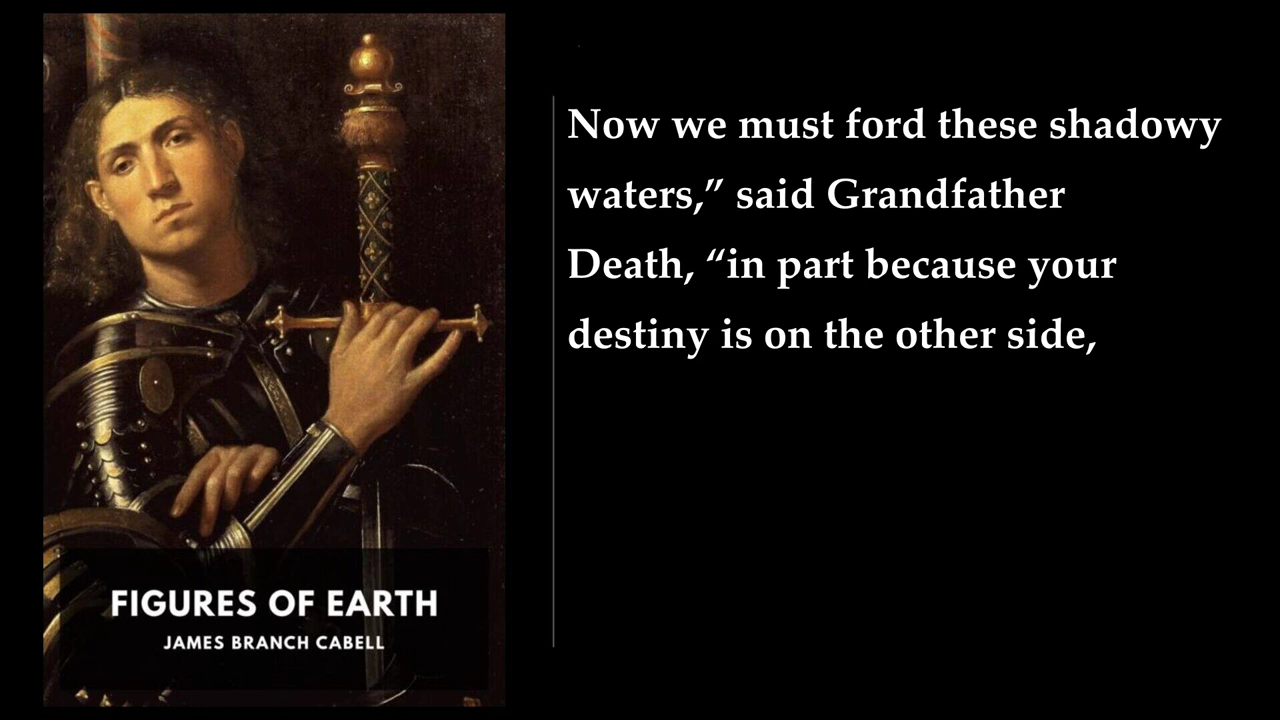 Now we must ford these shadowy
waters,” said Grandfather
Death, “in part because your
destiny is on the other side,
FIGURES OF EARTH
JAMES BRANCH CABELL